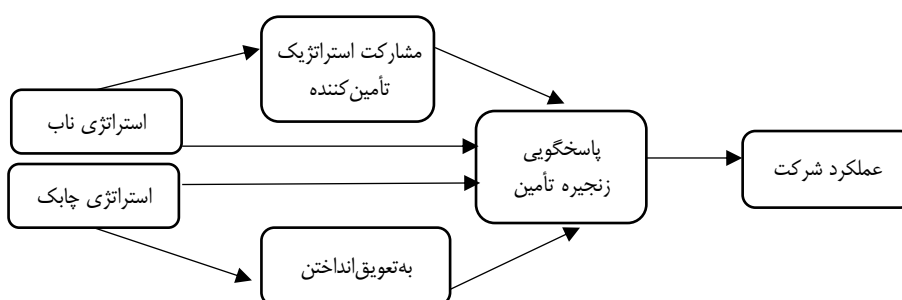 مشارکت استراتژیک
تأمین‌کننده
استراتژی ناب
پاسخگویی
زنجیره تأمین
عملکرد شرکت
استراتژی چابک
به‌تعویق‌انداختن